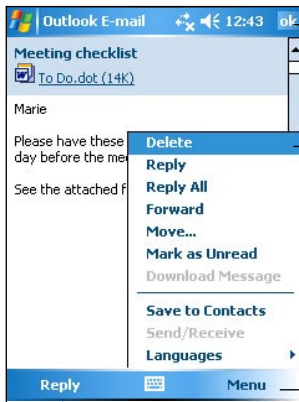 Outlook E-mail 12:43 ok
Meeting checklist
To Do.dot (14K)
Marie
Please have these
day before the mee
See the attached f
Delete
Reply
Reply All
Forward
Move...
Mark as Unread
Download Message
Save to Contacts
Send/Receive
Languages
Reply Menu